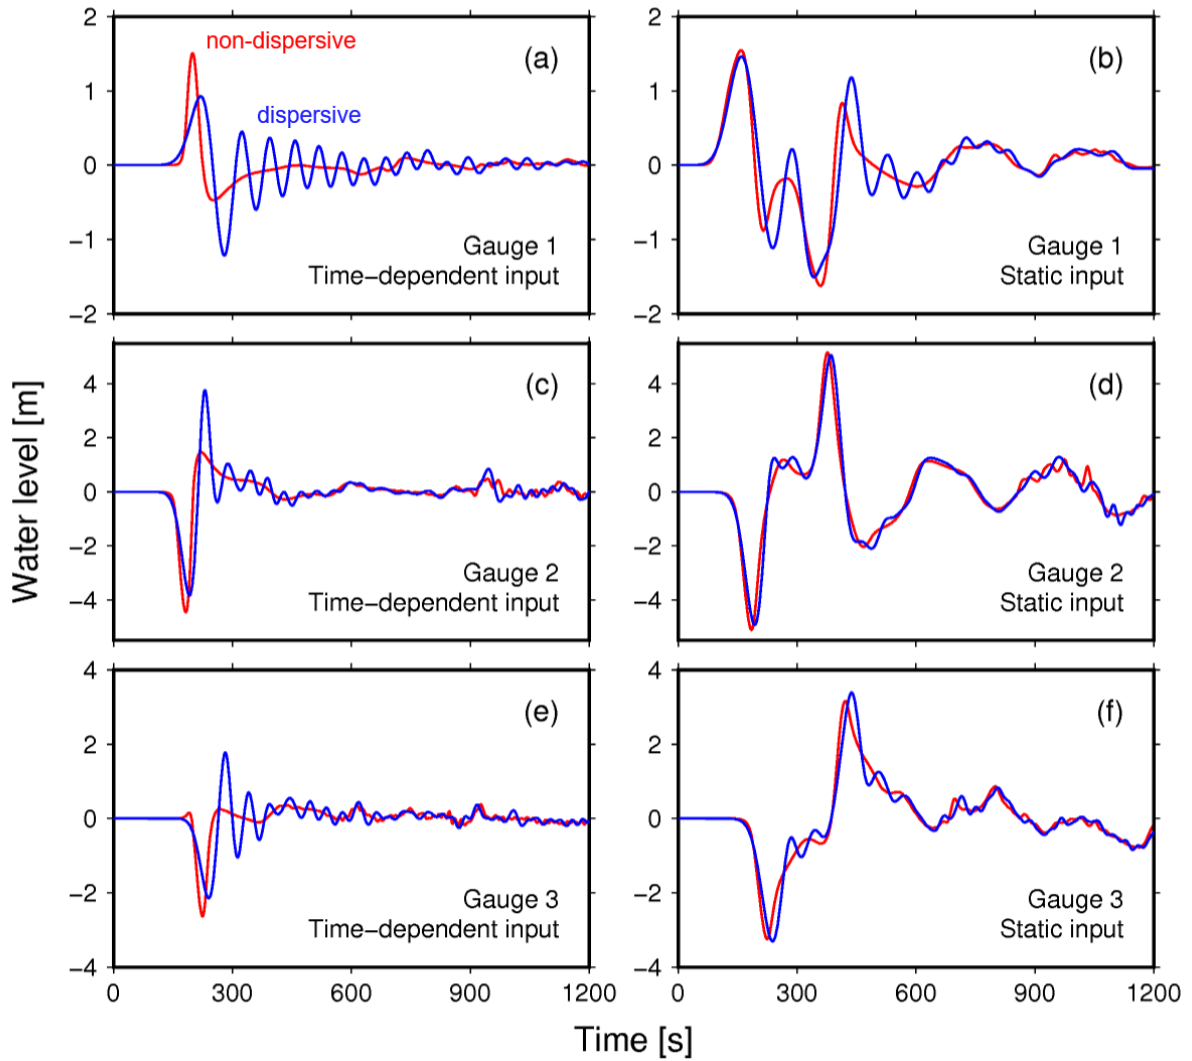 2
1
0
−1
−2
non-dispersive
dispersive
(a)
Gauge 1
Time−dependent input
2
1
0
−1
−2
(b)
Gauge 1
Static input
4
2
0
−2
−4
(c)
Gauge 2
Time−dependent input
4
2
0
−2
−4
(d)
Gauge 2
Static input
4
2
0
−2
−4
(e)
Gauge 3
Time−dependent input
0 300 600 900 1200
4
2
0
−2
−4
(f)
Gauge 3
Static input
0 300 600 900 1200
Water level [m]
Time [s]